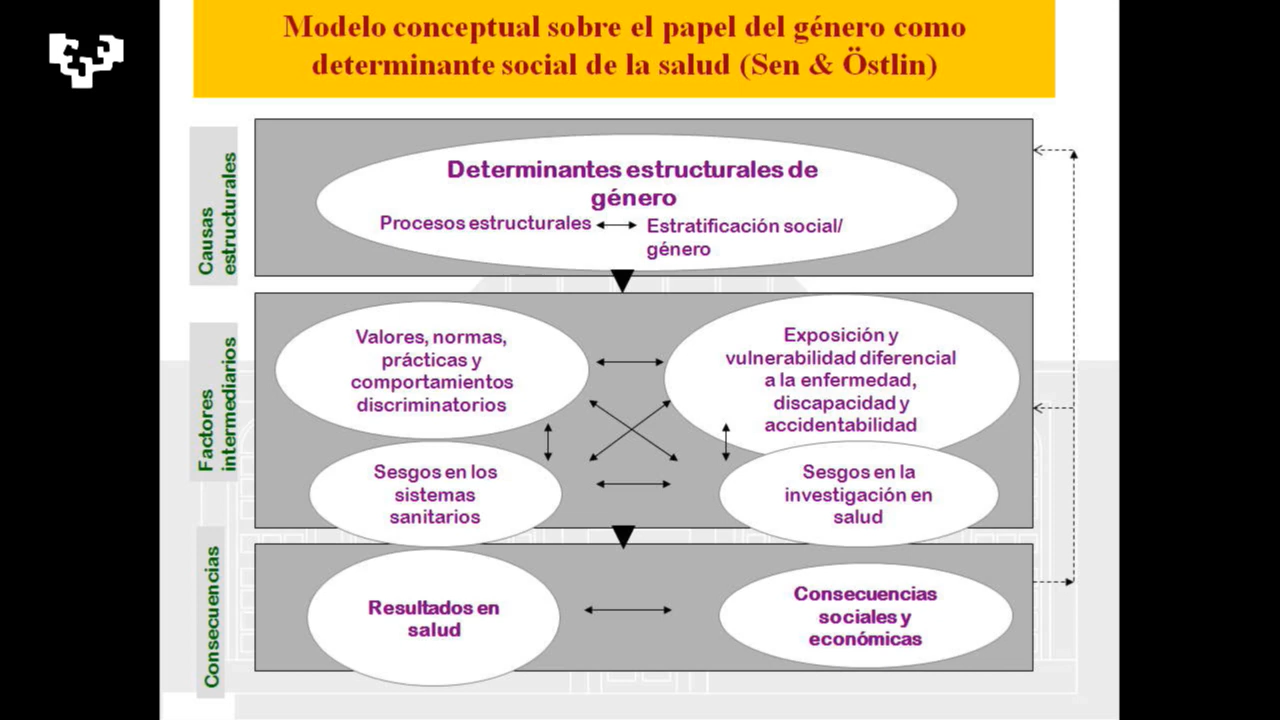 Modelo conceptual sobre el papel del género como
determinante social de la salud (Sen & Östlin)
Causas
estructurales
Determinantes estructurales de
género
Procesos estructurales
Estratificación social/
género
Factores
intermediarios
Valores, normas,
prácticas y
comportamientos
discriminatorios
Exposición y
vulnerabilidad diferencial
a la enfermedad,
discapacidad y
accidentabilidad
Sesgos en los
sistemas
sanitarios
Sesgos en la
investigación en
salud
Consecuencias
Resultados en
salud
Consecuencias
sociales y
económicas